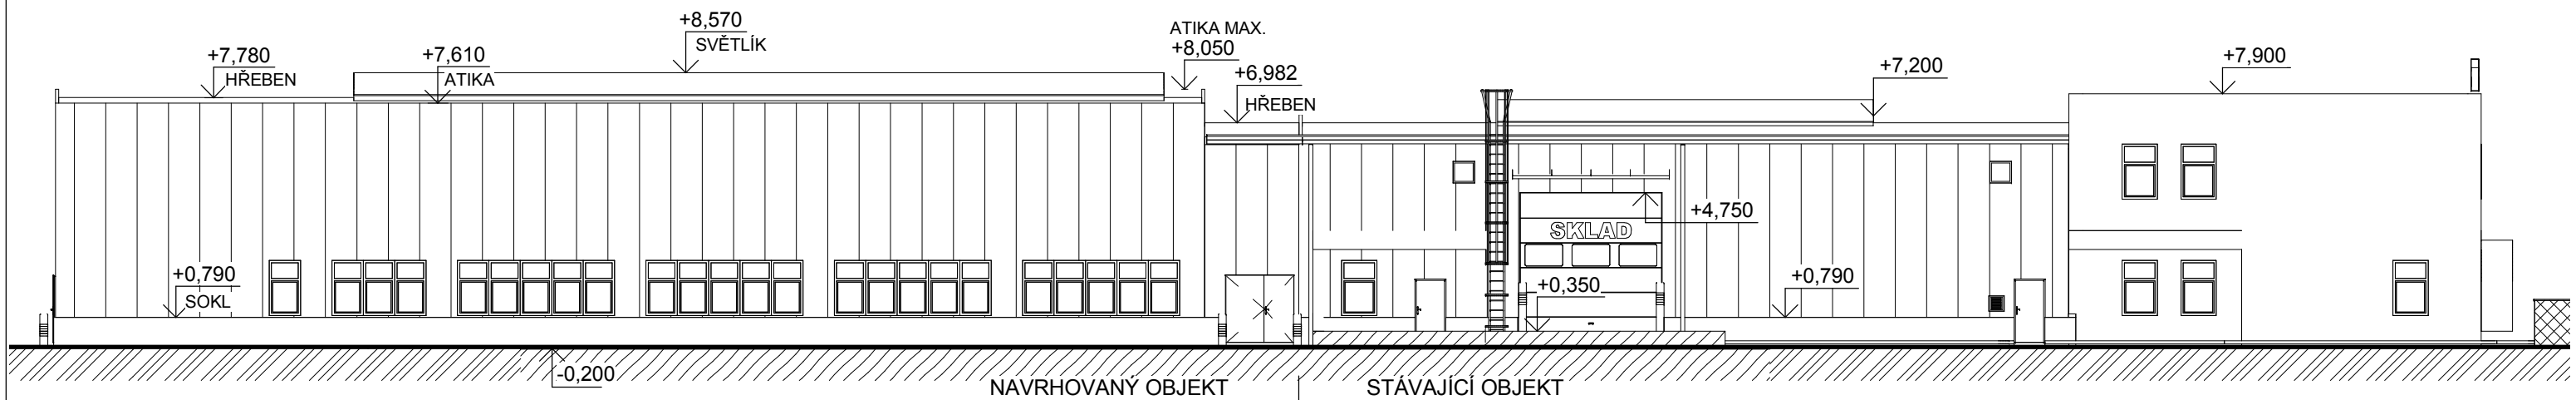 +7,780
HŘEBEN
+7,610
ATIKA
+8,570
SVĚTLÍK
ATIKA MAX.
+8,050
+6,982
HŘEBEN
+7,200
+7,900
+4,750
SKLAD
+0,790
SOKL
+0,350
+0,790
-0,200
NAVRHOVANÝ OBJEKT
STÁVAJÍCÍ OBJEKT